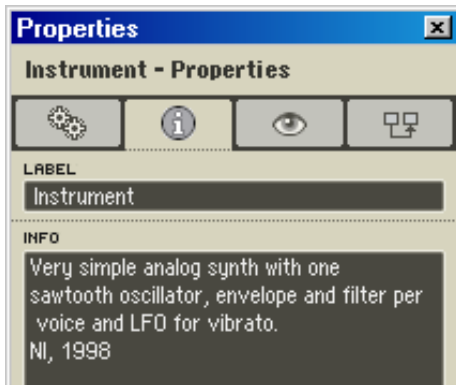 Properties
Instrument - Properties
LABEL
Instrument
INFO
Very simple analog synth with one
sawtooth oscillator, envelope and filter per
voice and LFO for vibrato.
NI, 1998